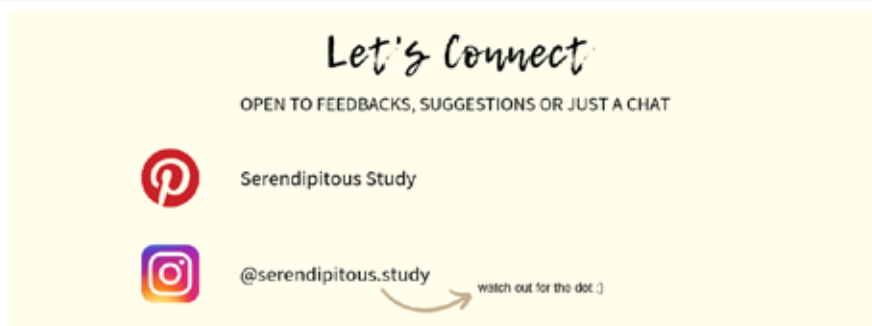 Let's Connect
OPEN TO FEEDBACKS, SUGGESTIONS OR JUST A CHAT
Serendipitous Study
@serendipitous.study
watch out for the dot :)